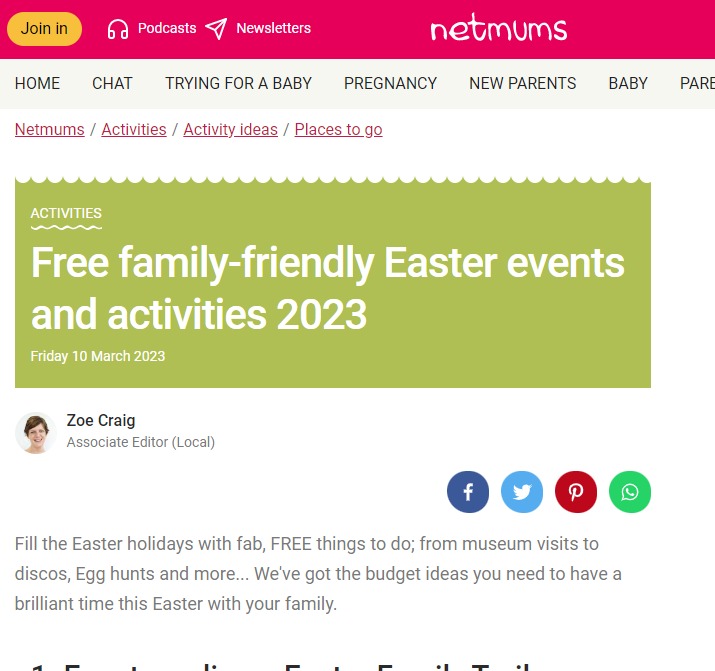 Join in Podcasts Newsletters netmums
HOME CHAT TRYING FOR A BABY PREGNANCY NEW PARENTS BABY PARE
Netmums / Activities / Activity ideas / Places to go
ACTIVITIES
Free family-friendly Easter events
and activities 2023
Friday 10 March 2023
Zoe Craig
Associate Editor (Local)
Fill the Easter holidays with fab, FREE things to do; from museum visits to
discos, Egg hunts and more... We've got the budget ideas you need to have a
brilliant time this Easter with your family.